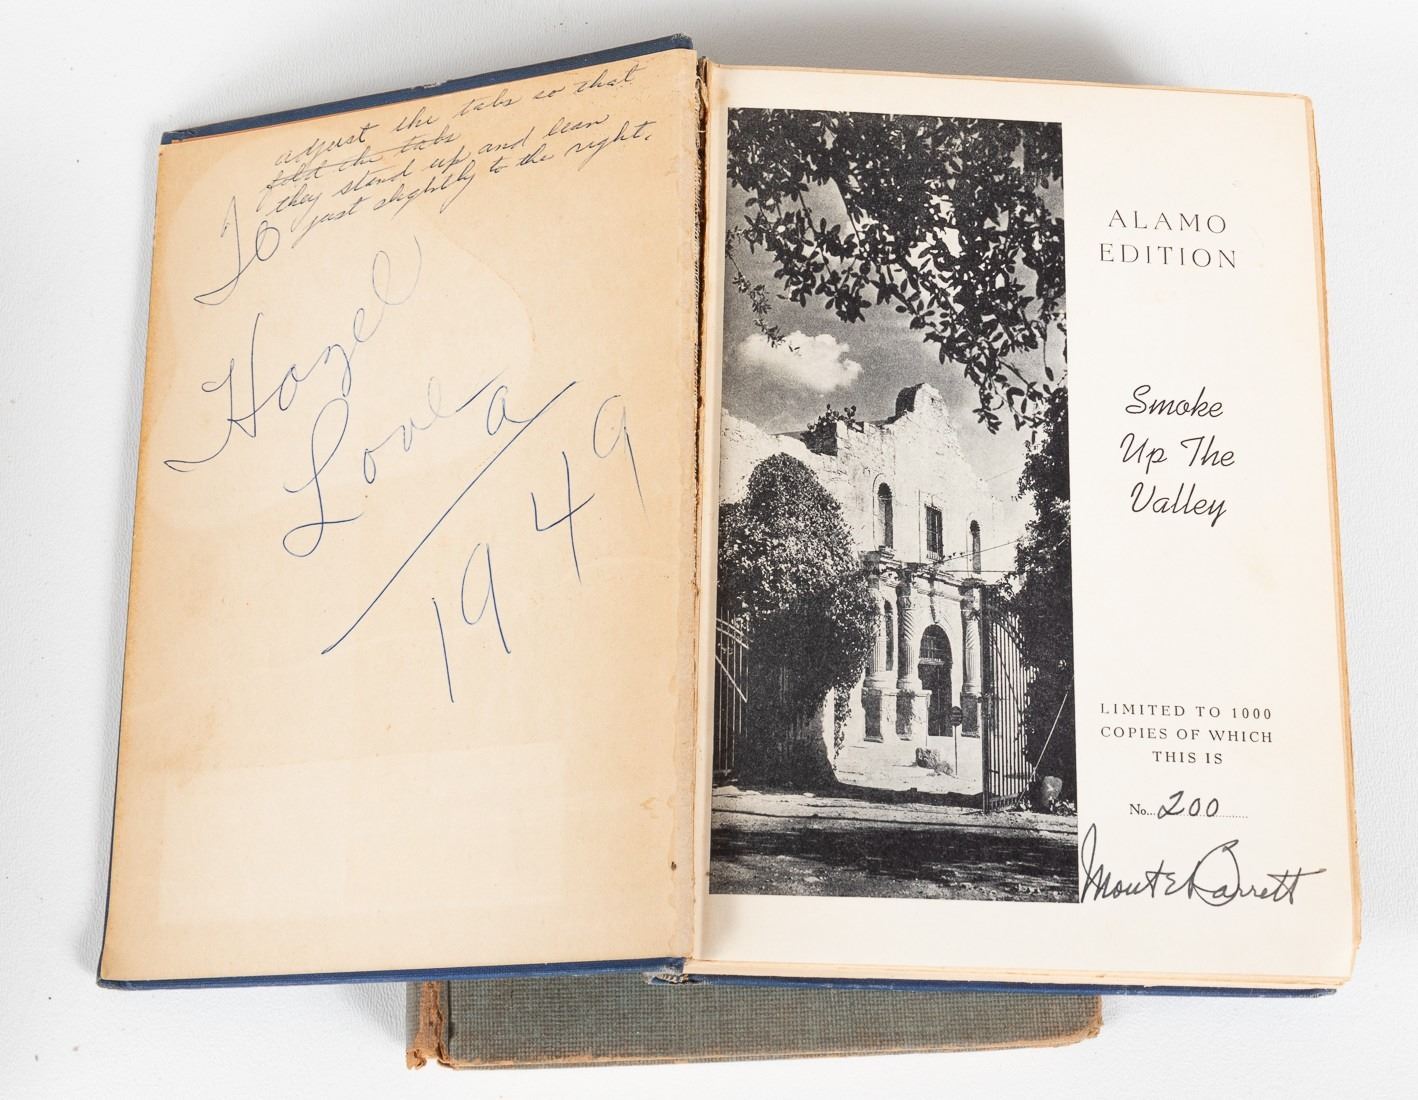 adjust the tabs so that
fold the tabs
they stand up and lean
just slightly to the right.
To
Hazel
Love
a
1949
ALAMO
EDITION
Smoke
Up The
Valley
LIMITED TO 1000
COPIES OF WHICH
THIS IS
No...200
Monte Barrett